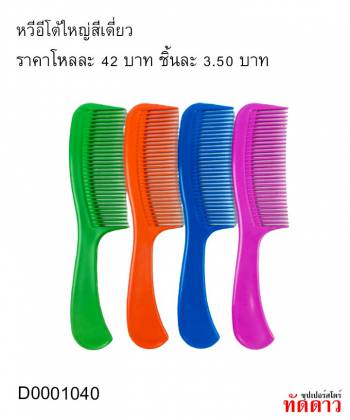 หวีอีโต้ใหญ่สีเดี่ยว
ราคาโหลละ 42 บาท ชิ้นละ 3.50 บาท
D0001040
ซุปเปอร์สโตร์
ทัดดาว